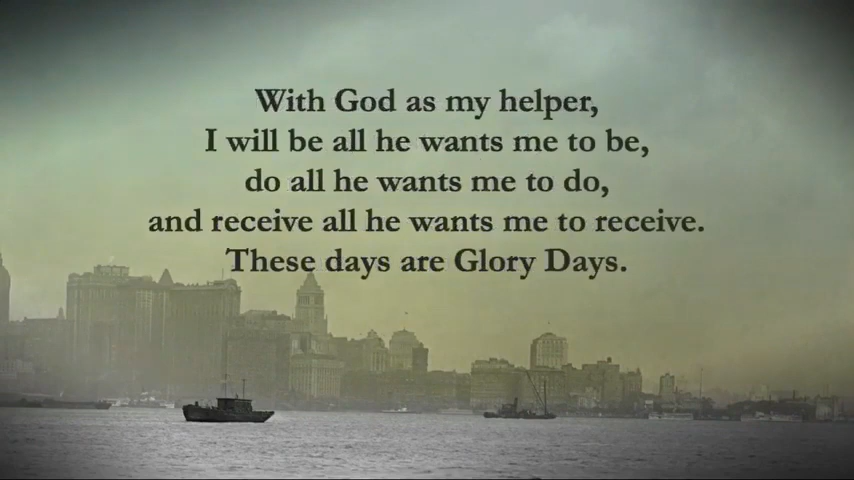 With God as my helper,
I will be all he wants me to be,
do all he wants me to do,
and receive all he wants me to receive.
These days are Glory Days.